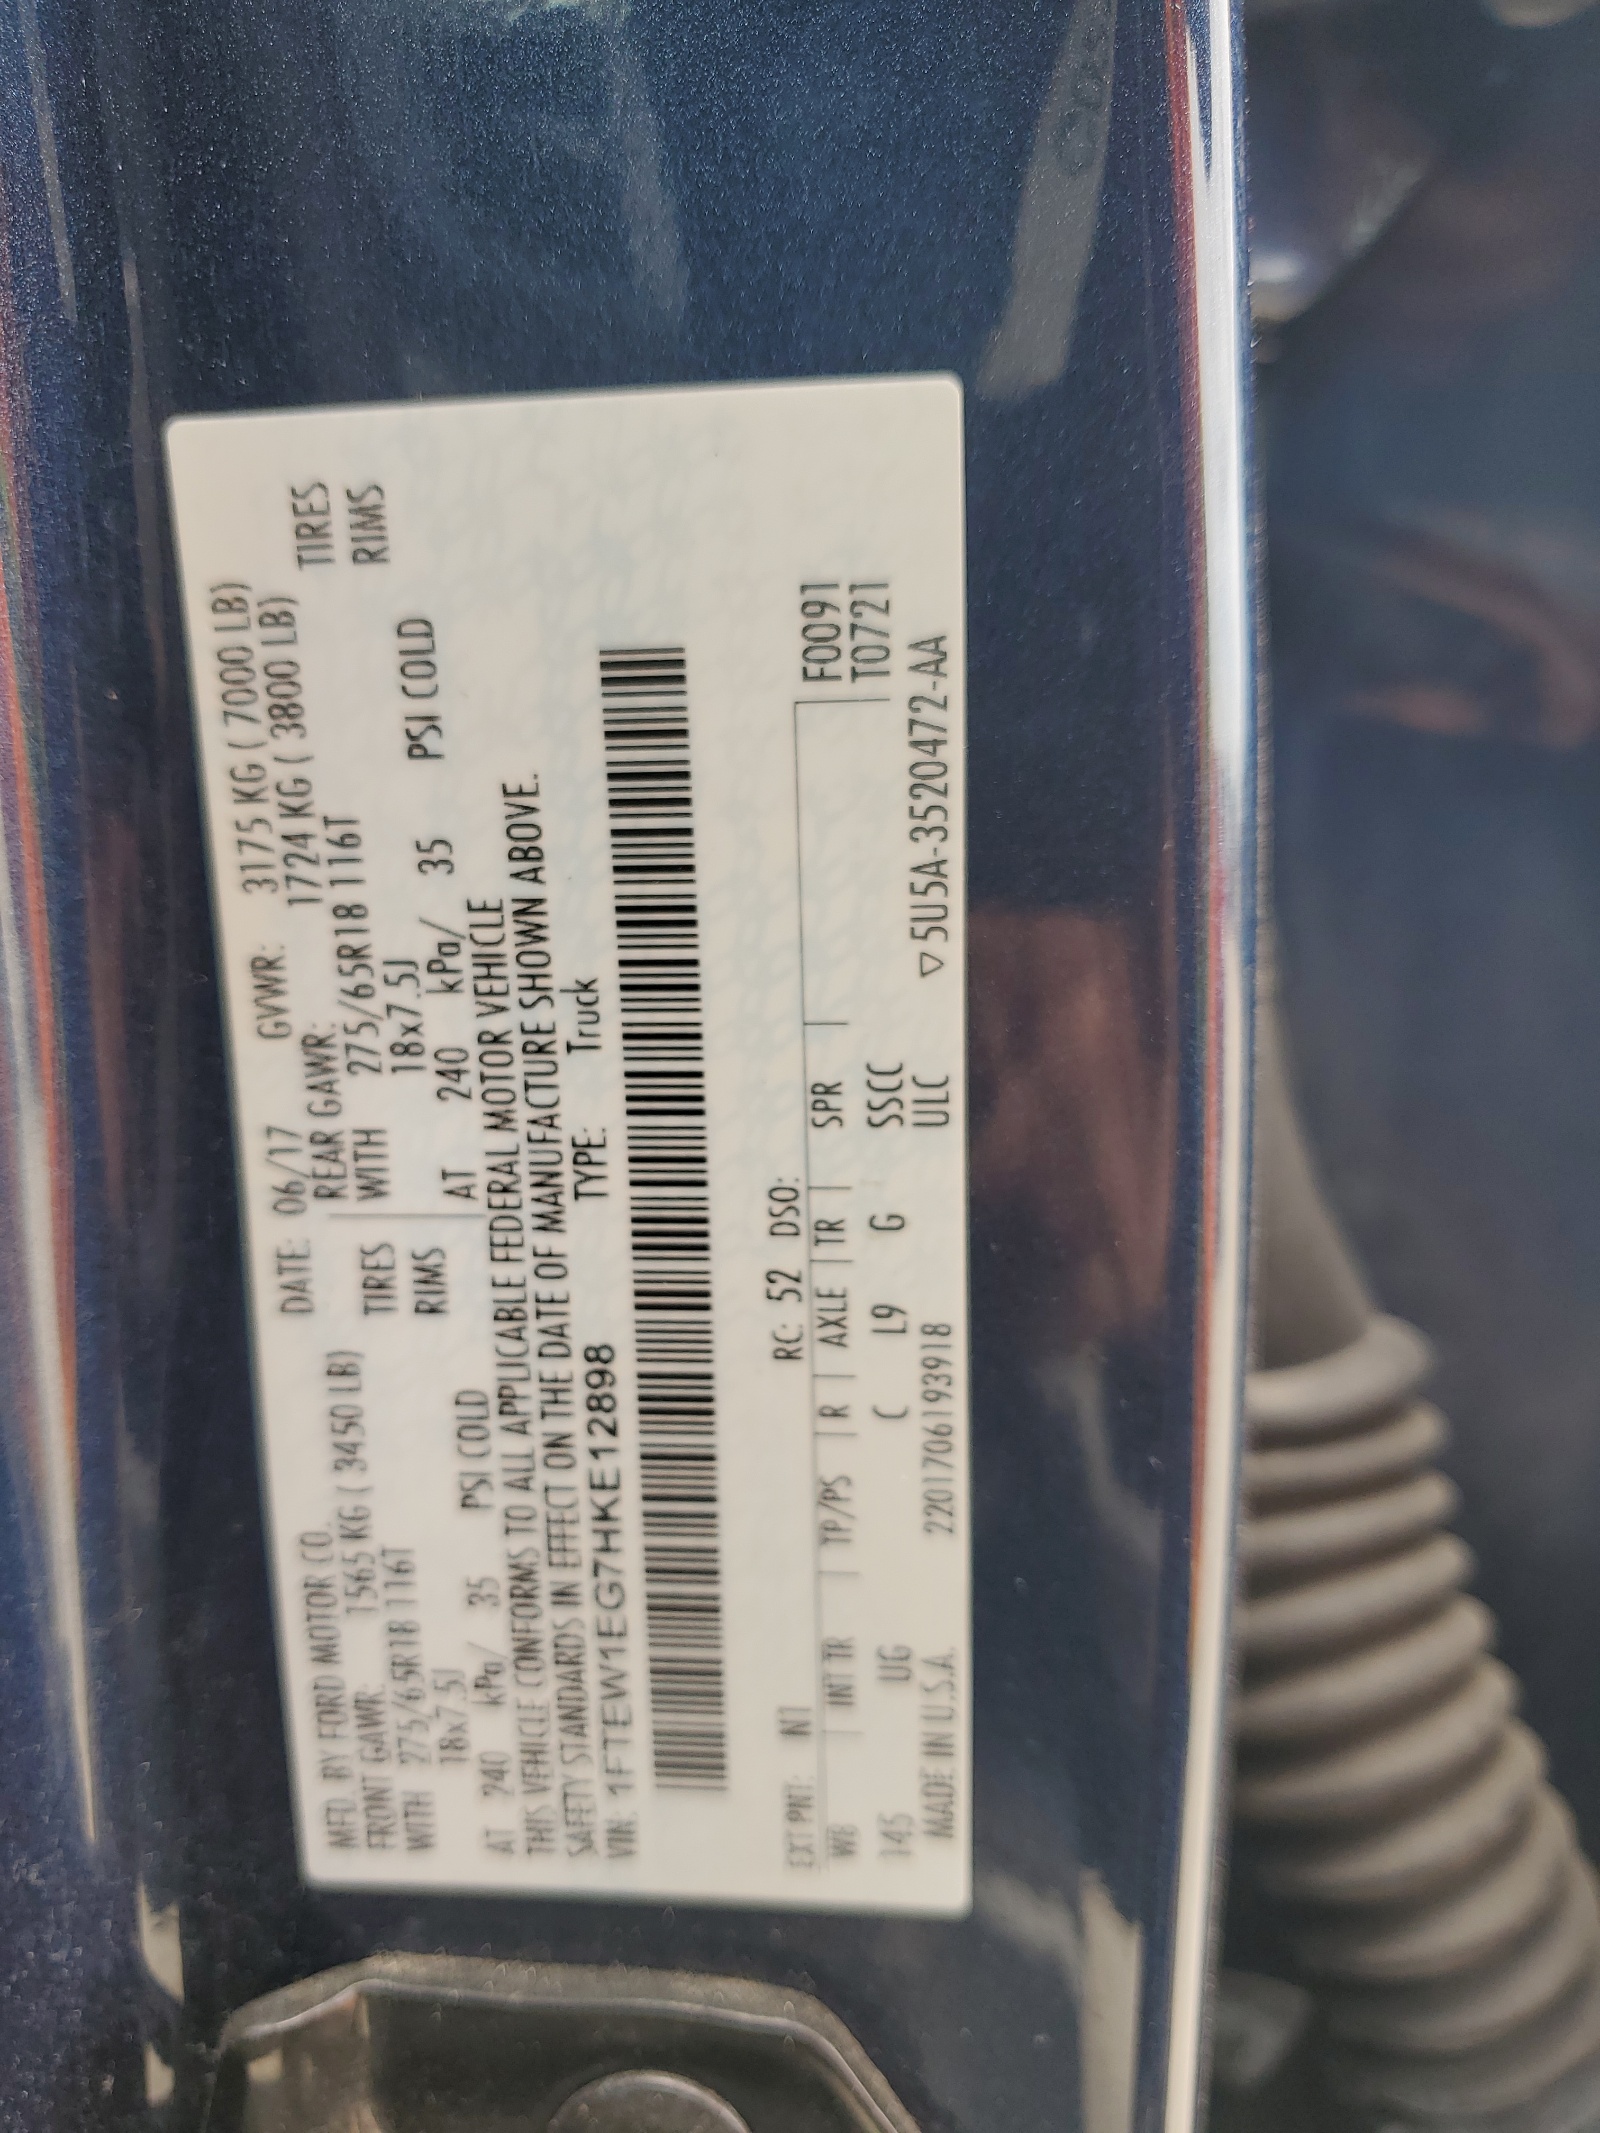 MFD. BY FORD MOTOR CO. DATE: 06/17 GVWR: 3175 KG ( 7000 LB)
FRONT GAWR: 1565 KG ( 3450 LB) REAR GAWR: 1724 KG ( 3800 LB)
WITH 275/65R18 116T TIRES WITH 275/65R18 116T TIRES
18x7.5J RIMS 18x7.5J RIMS
AT 240 kPa/ 35 PSI COLD AT 240 kPa/ 35 PSI COLD
THIS VEHICLE CONFORMS TO ALL APPLICABLE FEDERAL MOTOR VEHICLE
SAFETY STANDARDS IN EFFECT ON THE DATE OF MANUFACTURE SHOWN ABOVE.
VIN: 1FTEW1EG7HKE12898 TYPE: Truck
EXT PNT: N1 RC: 52 DSO:
WB INT TR TP/PS R AXLE TR SPR F0091
145 UG C L9 G SSCC T0721
ULC
MADE IN U.S.A. 220170619391​8 ▽ 5U5A-3520472-AA